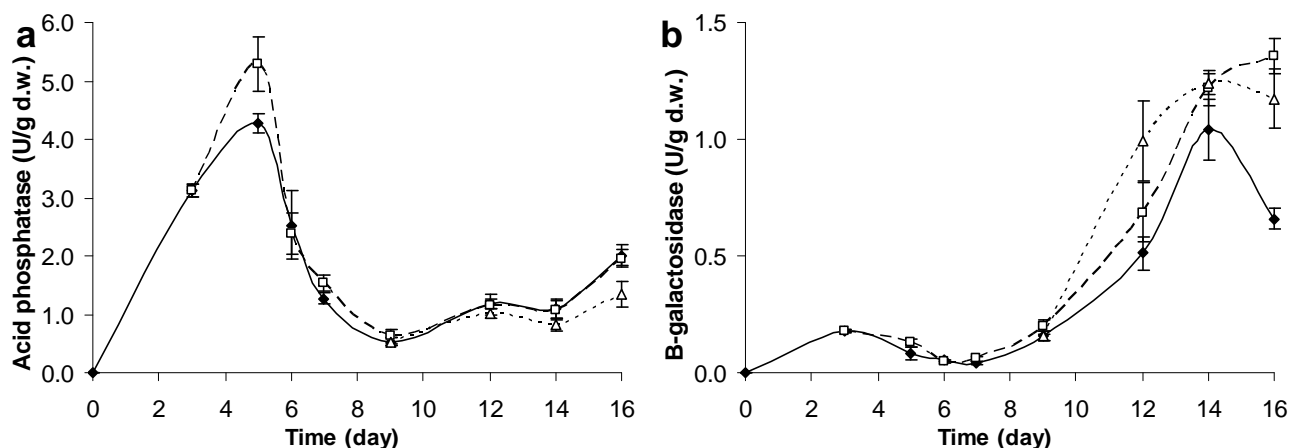 a
Acid phosphatase (U/g d.w.)
6.0
5.0
4.0
3.0
2.0
1.0
0.0
0 2 4 6 8 10 12 14 16
Time (day)
b
B-galactosidase (U/g d.w.)
1.5
1.0
0.5
0.0
0 2 4 6 8 10 12 14 16
Time (day)